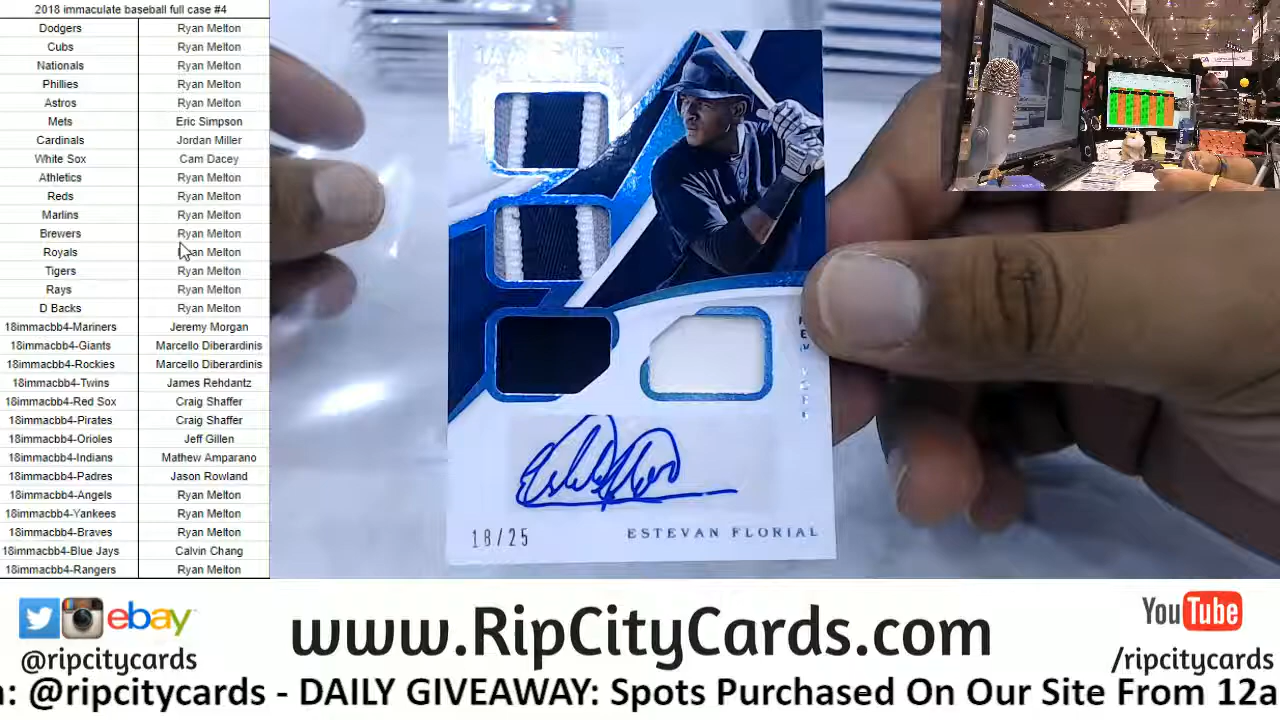 2018 immaculate baseball full case #4
Dodgers Ryan Melton
Cubs Ryan Melton
Nationals Ryan Melton
Phillies Ryan Melton
Astros Ryan Melton
Mets Eric Simpson
Cardinals Jordan Miller
White Sox Cam Dacey
Athletics Ryan Melton
Reds Ryan Melton
Marlins Ryan Melton
Brewers Ryan Melton
Royals Ryan Melton
Tigers Ryan Melton
Rays Ryan Melton
D Backs Ryan Melton
18immacbb4-Mariners Jeremy Morgan
18immacbb4-Giants Marcello Diberardinis
18immacbb4-Rockies Marcello Diberardinis
18immacbb4-Twins James Rehdantz
18immacbb4-Red Sox Craig Shaffer
18immacbb4-Pirates Craig Shaffer
18immacbb4-Orioles Jeff Gillen
18immacbb4-Indians Mathew Amparano
18immacbb4-Padres Jason Rowland
18immacbb4-Angels Ryan Melton
18immacbb4-Yankees Ryan Melton
18immacbb4-Braves Ryan Melton
18immacbb4-Blue Jays Calvin Chang
18immacbb4-Rangers Ryan Melton
18/25
ESTEVAN FLORIAL
ebay
@ripcitycards
www.RipCityCards.com
YouTube
/ripcitycards
a: @ripcitycards - DAILY GIVEAWAY: Spots Purchased On Our Site From 12a